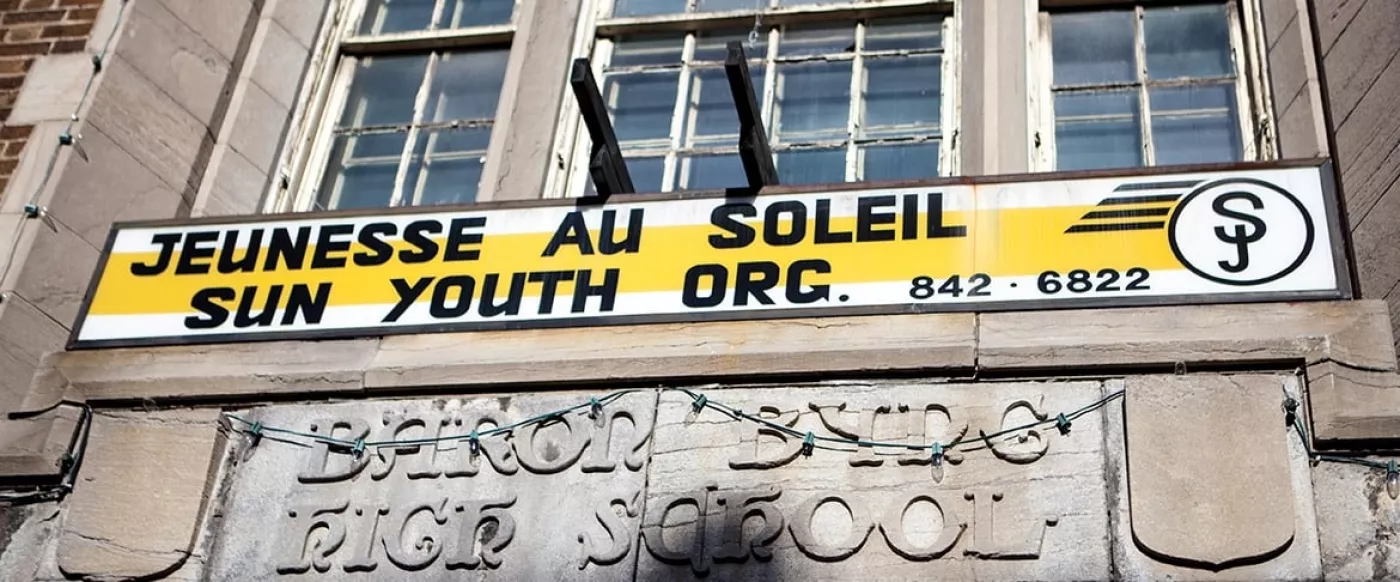 JEUNESSE AU SOLEIL
SUN YOUTH ORG. 842 · 6822
SJ
BARON BYNG
HIGH SCHOOL